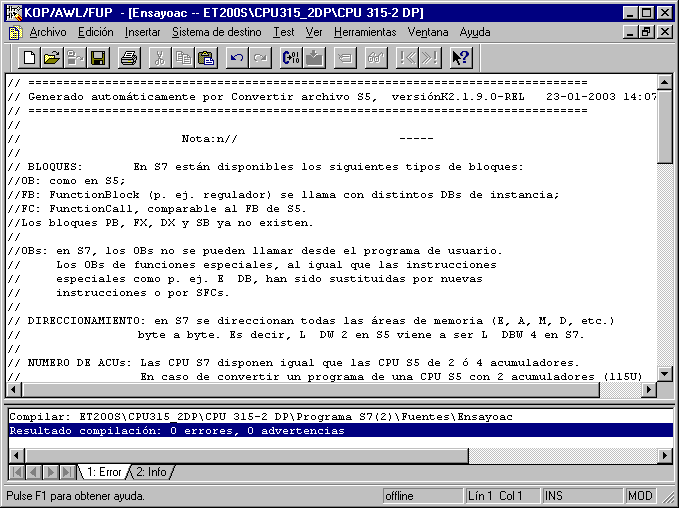 KOP/AWL/FUP - [Ensayoac -- ET200S\CPU315_2DP\CPU 315-2 DP]
Archivo Edición Insertar Sistema de destino Test Ver Herramientas Ventana Ayuda
// ================================================================================
// Generado automáticamente por Convertir archivo S5, versiónK2.1.9.0-REL 23-01-2003 14:07
// ================================================================================
//
// Nota:n// -----
//
// BLOQUES: En S7 están disponibles los siguientes tipos de bloques:
//OB: como en S5;
//FB: FunctionBlock (p. ej. regulador) se llama con distintos DBs de instancia;
//FC: FunctionCall, comparable al FB de S5.
//Los bloques PB, FX, DX y SB ya no existen.
//
//OBs: en S7, los OBs no se pueden llamar desde el programa de usuario.
// Los OBs de funciones especiales, al igual que las instrucciones
// especiales como p. ej. E DB, han sido sustituidas por nuevas
// instrucciones o por SFCs.
//
// DIRECCIONAMIENTO: en S7 se direccionan todas las áreas de memoria (E, A, M, D, etc.)
// byte a byte. Es decir, L DW 2 en S5 viene a ser L DBW 4 en S7.
//
// NUMERO DE ACUs: Las CPU S7 disponen igual que las CPU S5 de 2 ó 4 acumuladores.
// En caso de convertir un programa de una CPU S5 con 2 acumuladores (115U)
Compilar: ET200S\CPU315_2DP\CPU 315-2 DP\Programa S7(2)\Fuentes\Ensayoac
Resultado compilación: 0 errores, 0 advertencias
1: Error 2: Info
Pulse F1 para obtener ayuda. offline Lín 1 Col 1 INS MOD